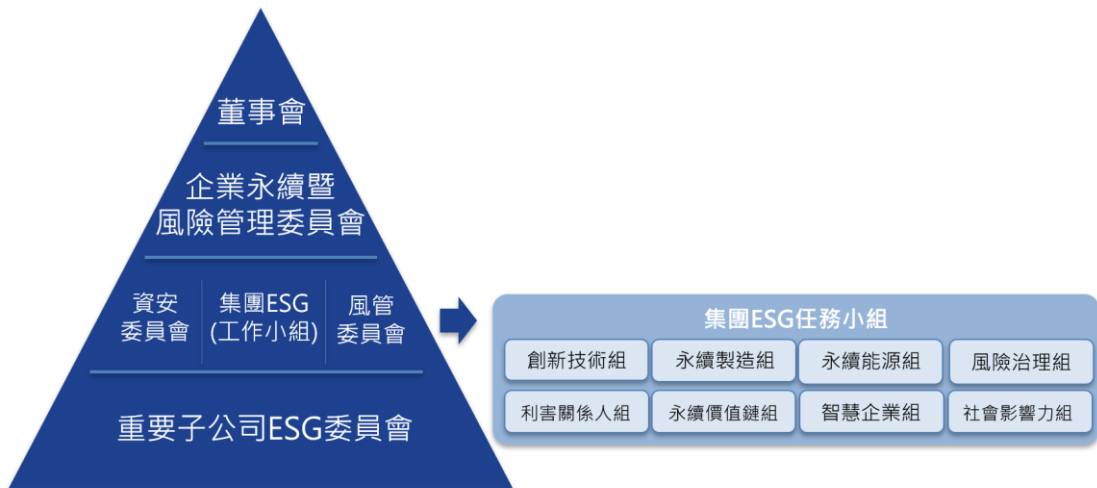 董事會
企業永續暨
風險管理委員會
資安
委員會
集團ESG
(工作小組)
風管
委員會
重要子公司ESG委員會
集團ESG任務小組
創新技術組
永續製造組
永續能源組
風險治理組
利害關係人組
永續價值鏈組
智慧企業組
社會影響力組